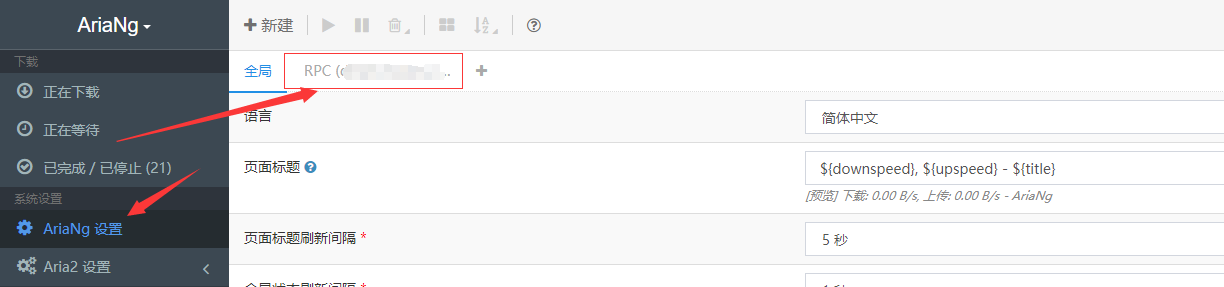 AriaNg
新建
下载
全局
RPC (
正在下载
语言
简体中文
正在等待
已完成 / 已停止 (21)
页面标题
${downspeed}, ${upspeed} - ${title}
[预览] 下载: 0.00 B/s, 上传: 0.00 B/s - AriaNg
系统设置
AriaNg 设置
页面标题刷新间隔 *
5 秒
Aria2 设置